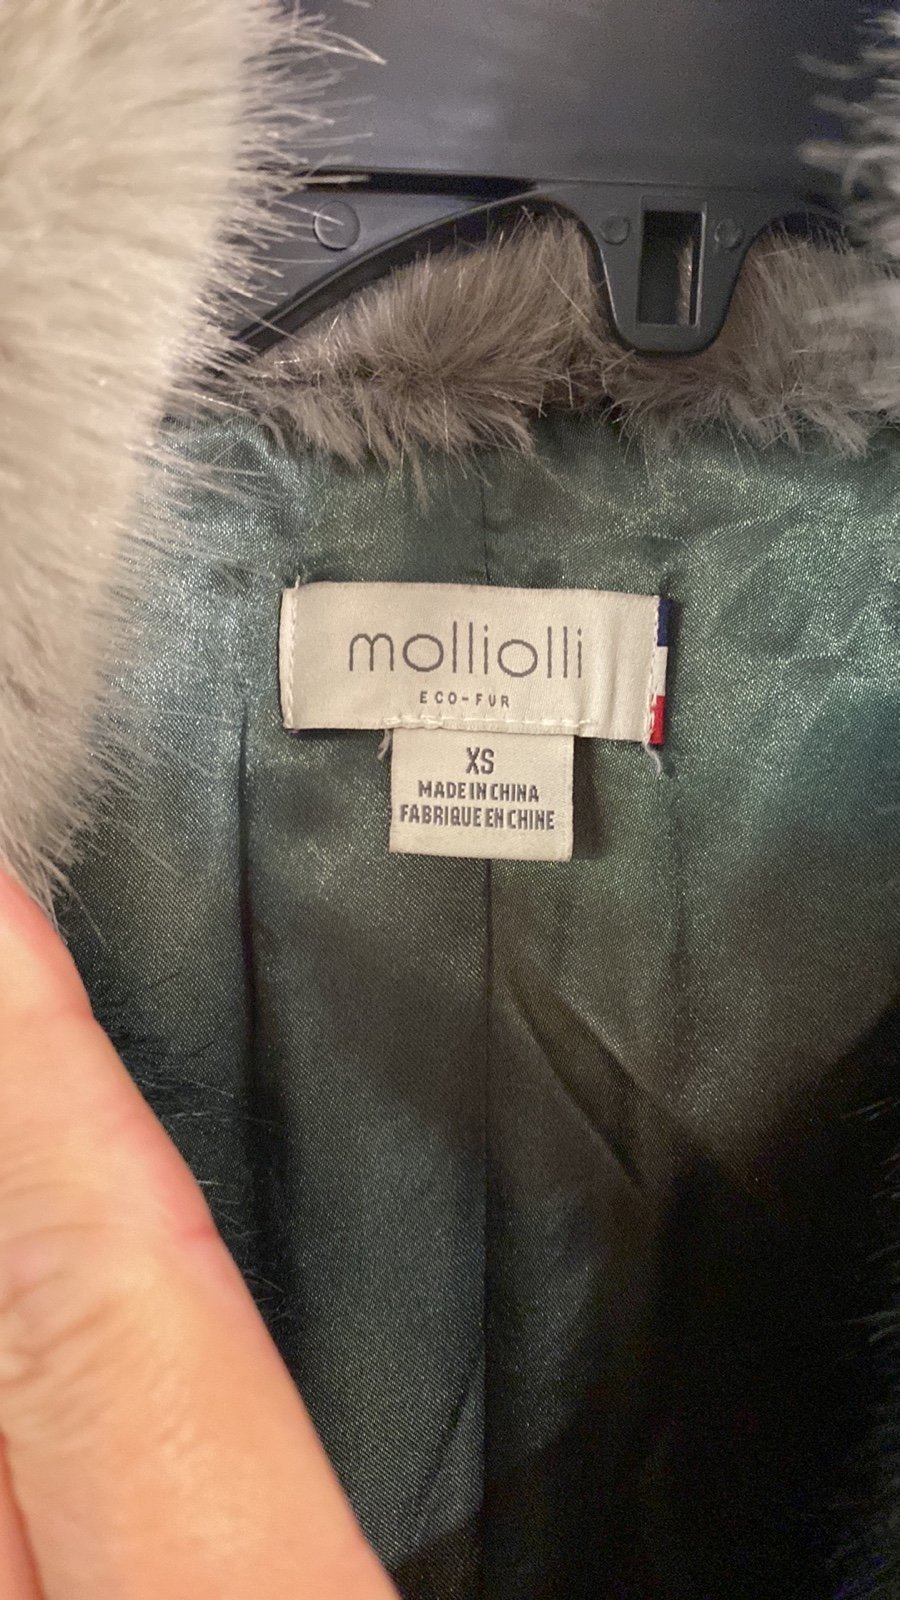 molliolli
ECO-FUR
XS
MADE IN CHINA
FABRIQUE EN CHINE